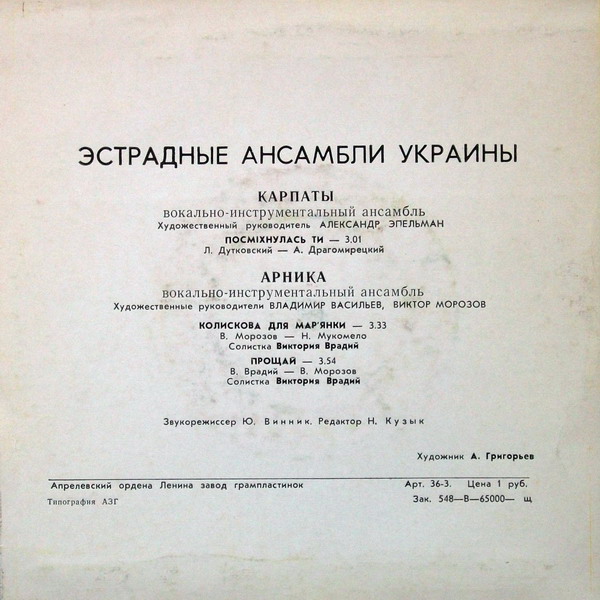 ЭСТРАДНЫЕ АНСАМБЛИ УКРАИНЫ
КАРПАТЫ
вокально-инструментальный ансамбль
Художественный руководитель АЛЕКСАНДР ЭПЕЛЬМАН
ПОСМІХНУЛАСЬ ТИ — 3.01
Л. Дутковский — А. Драгомирецкий
АРНИКА
вокально-инструментальный ансамбль
Художественные руководители ВЛАДИМИР ВАСИЛЬЕВ, ВИКТОР МОРОЗОВ
КОЛИСКОВА ДЛЯ МАР'ЯНКИ — 3.33
В. Морозов — Н. Мукомело
Солистка Виктория Врадий
ПРОЩАЙ — 3.54
В. Врадий — В. Морозов
Солистка Виктория Врадий
Звукорежиссер Ю. Винник. Редактор Н. Кузык
Художник А. Григорьев
Апрелевский ордена Ленина завод грампластинок Арт. 36-3. Цена 1 руб.
Типография АЗГ Зак. 548—В—65000— щ